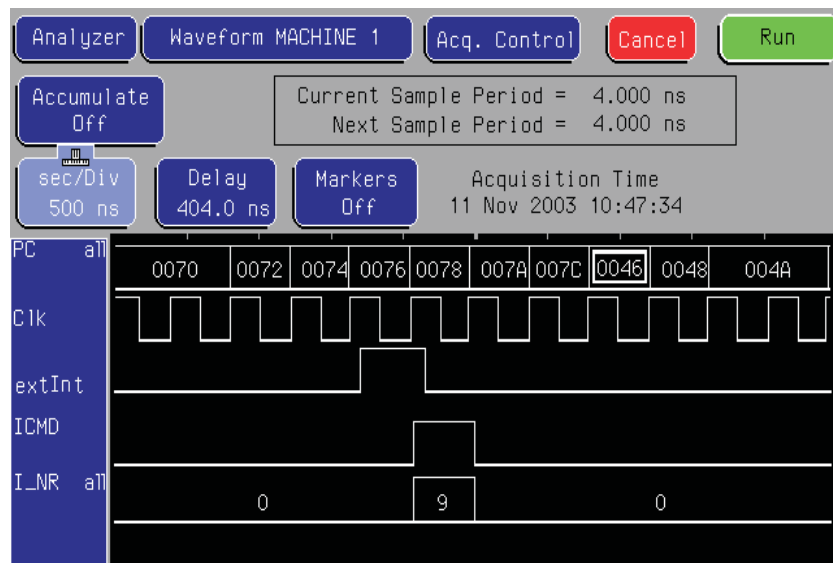 Analyzer Waveform MACHINE 1 Acq. Control Cancel Run
Accumulate
Off
Current Sample Period = 4.000 ns
Next Sample Period = 4.000 ns
sec/Div
500 ns
Delay
404.0 ns
Markers
Off
Acquisition Time
11 Nov 2003 10:47:34
PC all 0070 0072 0074 0076 0078 007A 007C 0046 0048 004A
Clk
extInt
ICMD
I_NR all 0 9 0